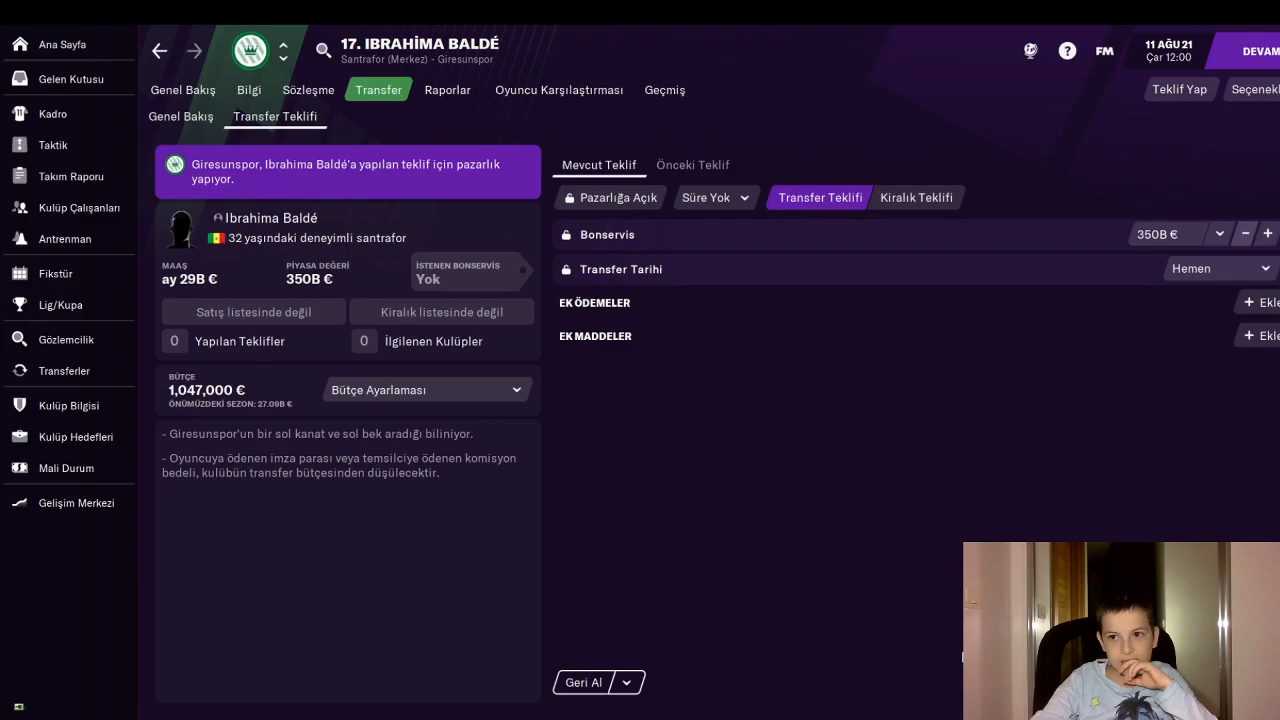 Ana Sayfa
Gelen Kutusu
Kadro
Taktik
Takım Raporu
Kulüp Çalışanları
Antrenman
Fikstür
Lig/Kupa
Gözlemcilik
Transferler
Kulüp Bilgisi
Kulüp Hedefleri
Mali Durum
Gelişim Merkezi
17. IBRAHİMA BALDÉ
Santrafor (Merkez) - Giresunspor
FM
11 AĞU 21
Çar 12:00
DEVAM
Genel Bakış
Bilgi
Sözleşme
Transfer
Raporlar
Oyuncu Karşılaştırması
Geçmiş
Teklif Yap
Seçenekl
Genel Bakış
Transfer Teklifi
Giresunspor, Ibrahima Baldé'a yapılan teklif için pazarlık
yapıyor.
Ibrahima Baldé
32 yaşındaki deneyimli santrafor
MAAŞ
ay 29B €
PİYASA DEĞERİ
350B €
İSTENEN BONSERVİS
Yok
Satış listesinde değil
Kiralık listesinde değil
0 Yapılan Teklifler
0 İlgilenen Kulüpler
BÜTÇE
1,047,000 €
ÖNÜMÜZDEKİ SEZON: 27.09B €
Bütçe Ayarlaması
- Giresunspor'un bir sol kanat ve sol bek aradığı biliniyor.
- Oyuncuya ödenen imza parası veya temsilciye ödenen komisyon
bedeli, kulübün transfer bütçesinden düşülecektir.
Mevcut Teklif
Önceki Teklif
Pazarlığa Açık
Süre Yok
Transfer Teklifi
Kiralık Teklifi
Bonservis
350B €
Transfer Tarihi
Hemen
EK ÖDEMELER
+ Ekle
EK MADDELER
+ Ekle
Geri Al